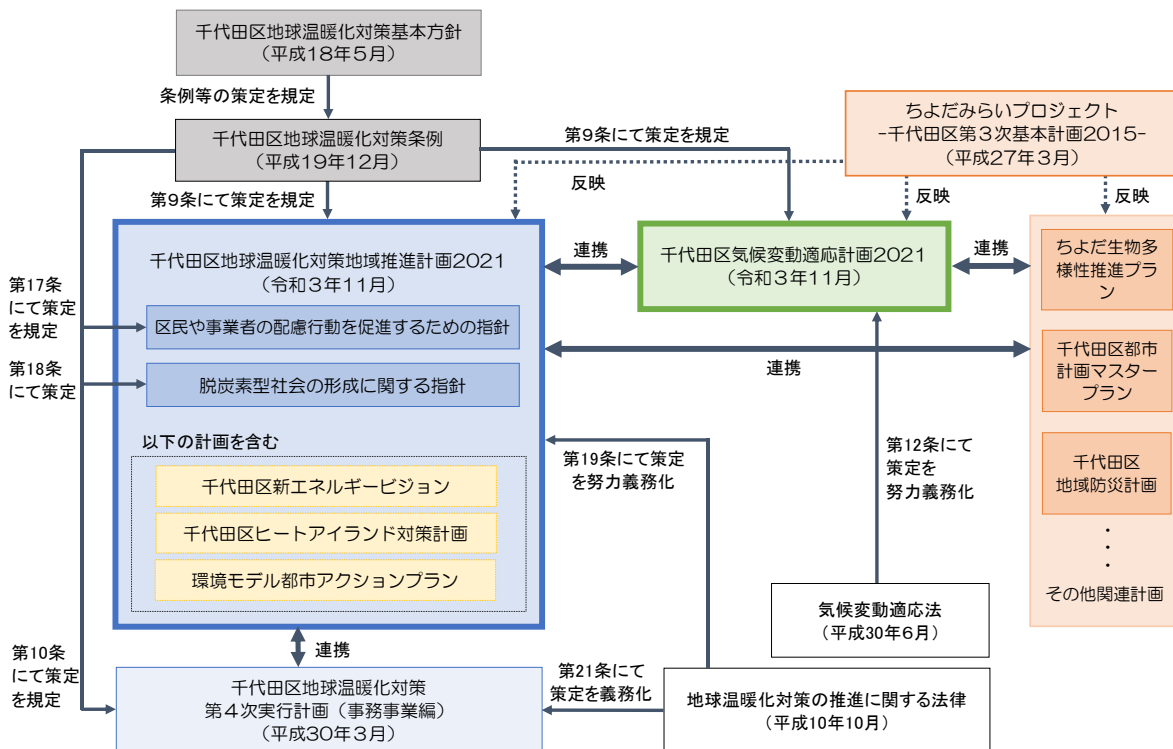 千代田区地球温暖化対策基本方針
（平成18年5月）
条例等の策定を規定
千代田区地球温暖化対策条例
（平成19年12月）
第9条にて策定を規定
ちよだみらいプロジェクト
-千代田区第３次基本計画2015-
（平成27年３月）
反映
反映
反映
第９条にて策定を規定
千代田区地球温暖化対策地域推進計画2021
（令和３年11月）
連携
千代田区気候変動適応計画2021
（令和３年11月）
連携
ちよだ生物多
様性推進プラ
ン
第17条
にて策定
を規定
区民や事業者の配慮行動を促進するための指針
連携
千代田区都市
計画マスター
プラン
第18条
にて策定
脱炭素型社会の形成に関する指針
以下の計画を含む
千代田区新エネルギービジョン
千代田区ヒートアイランド対策計画
環境モデル都市アクションプラン
第19条にて策定
を努力義務化
第12条にて
策定を
努力義務化
千代田区
地域防災計画
・
・
・
その他関連計画
気候変動適応法
（平成30年６月）
第10条
にて策定
を規定
連携
千代田区地球温暖化対策
第４次実行計画（事務事業編）
（平成30年３月）
第21条にて
策定を義務化
地球温暖化対策の推進に関する法律
（平成10年10月）